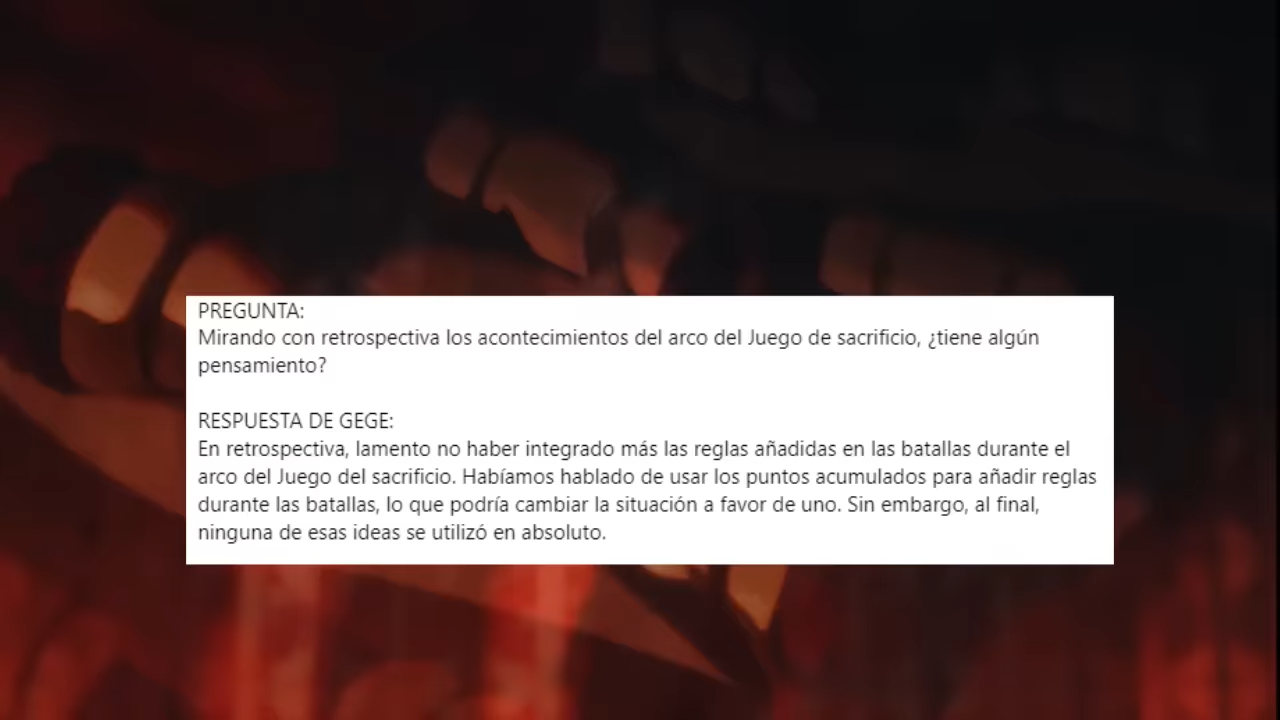 PREGUNTA:
Mirando con retrospectiva los acontecimientos del arco del Juego de sacrificio, ¿tiene algún
pensamiento?
RESPUESTA DE GEGE:
En retrospectiva, lamento no haber integrado más las reglas añadidas en las batallas durante el
arco del Juego del sacrificio. Habíamos hablado de usar los puntos acumulados para añadir reglas
durante las batallas, lo que podría cambiar la situación a favor de uno. Sin embargo, al final,
ninguna de esas ideas se utilizó en absoluto.